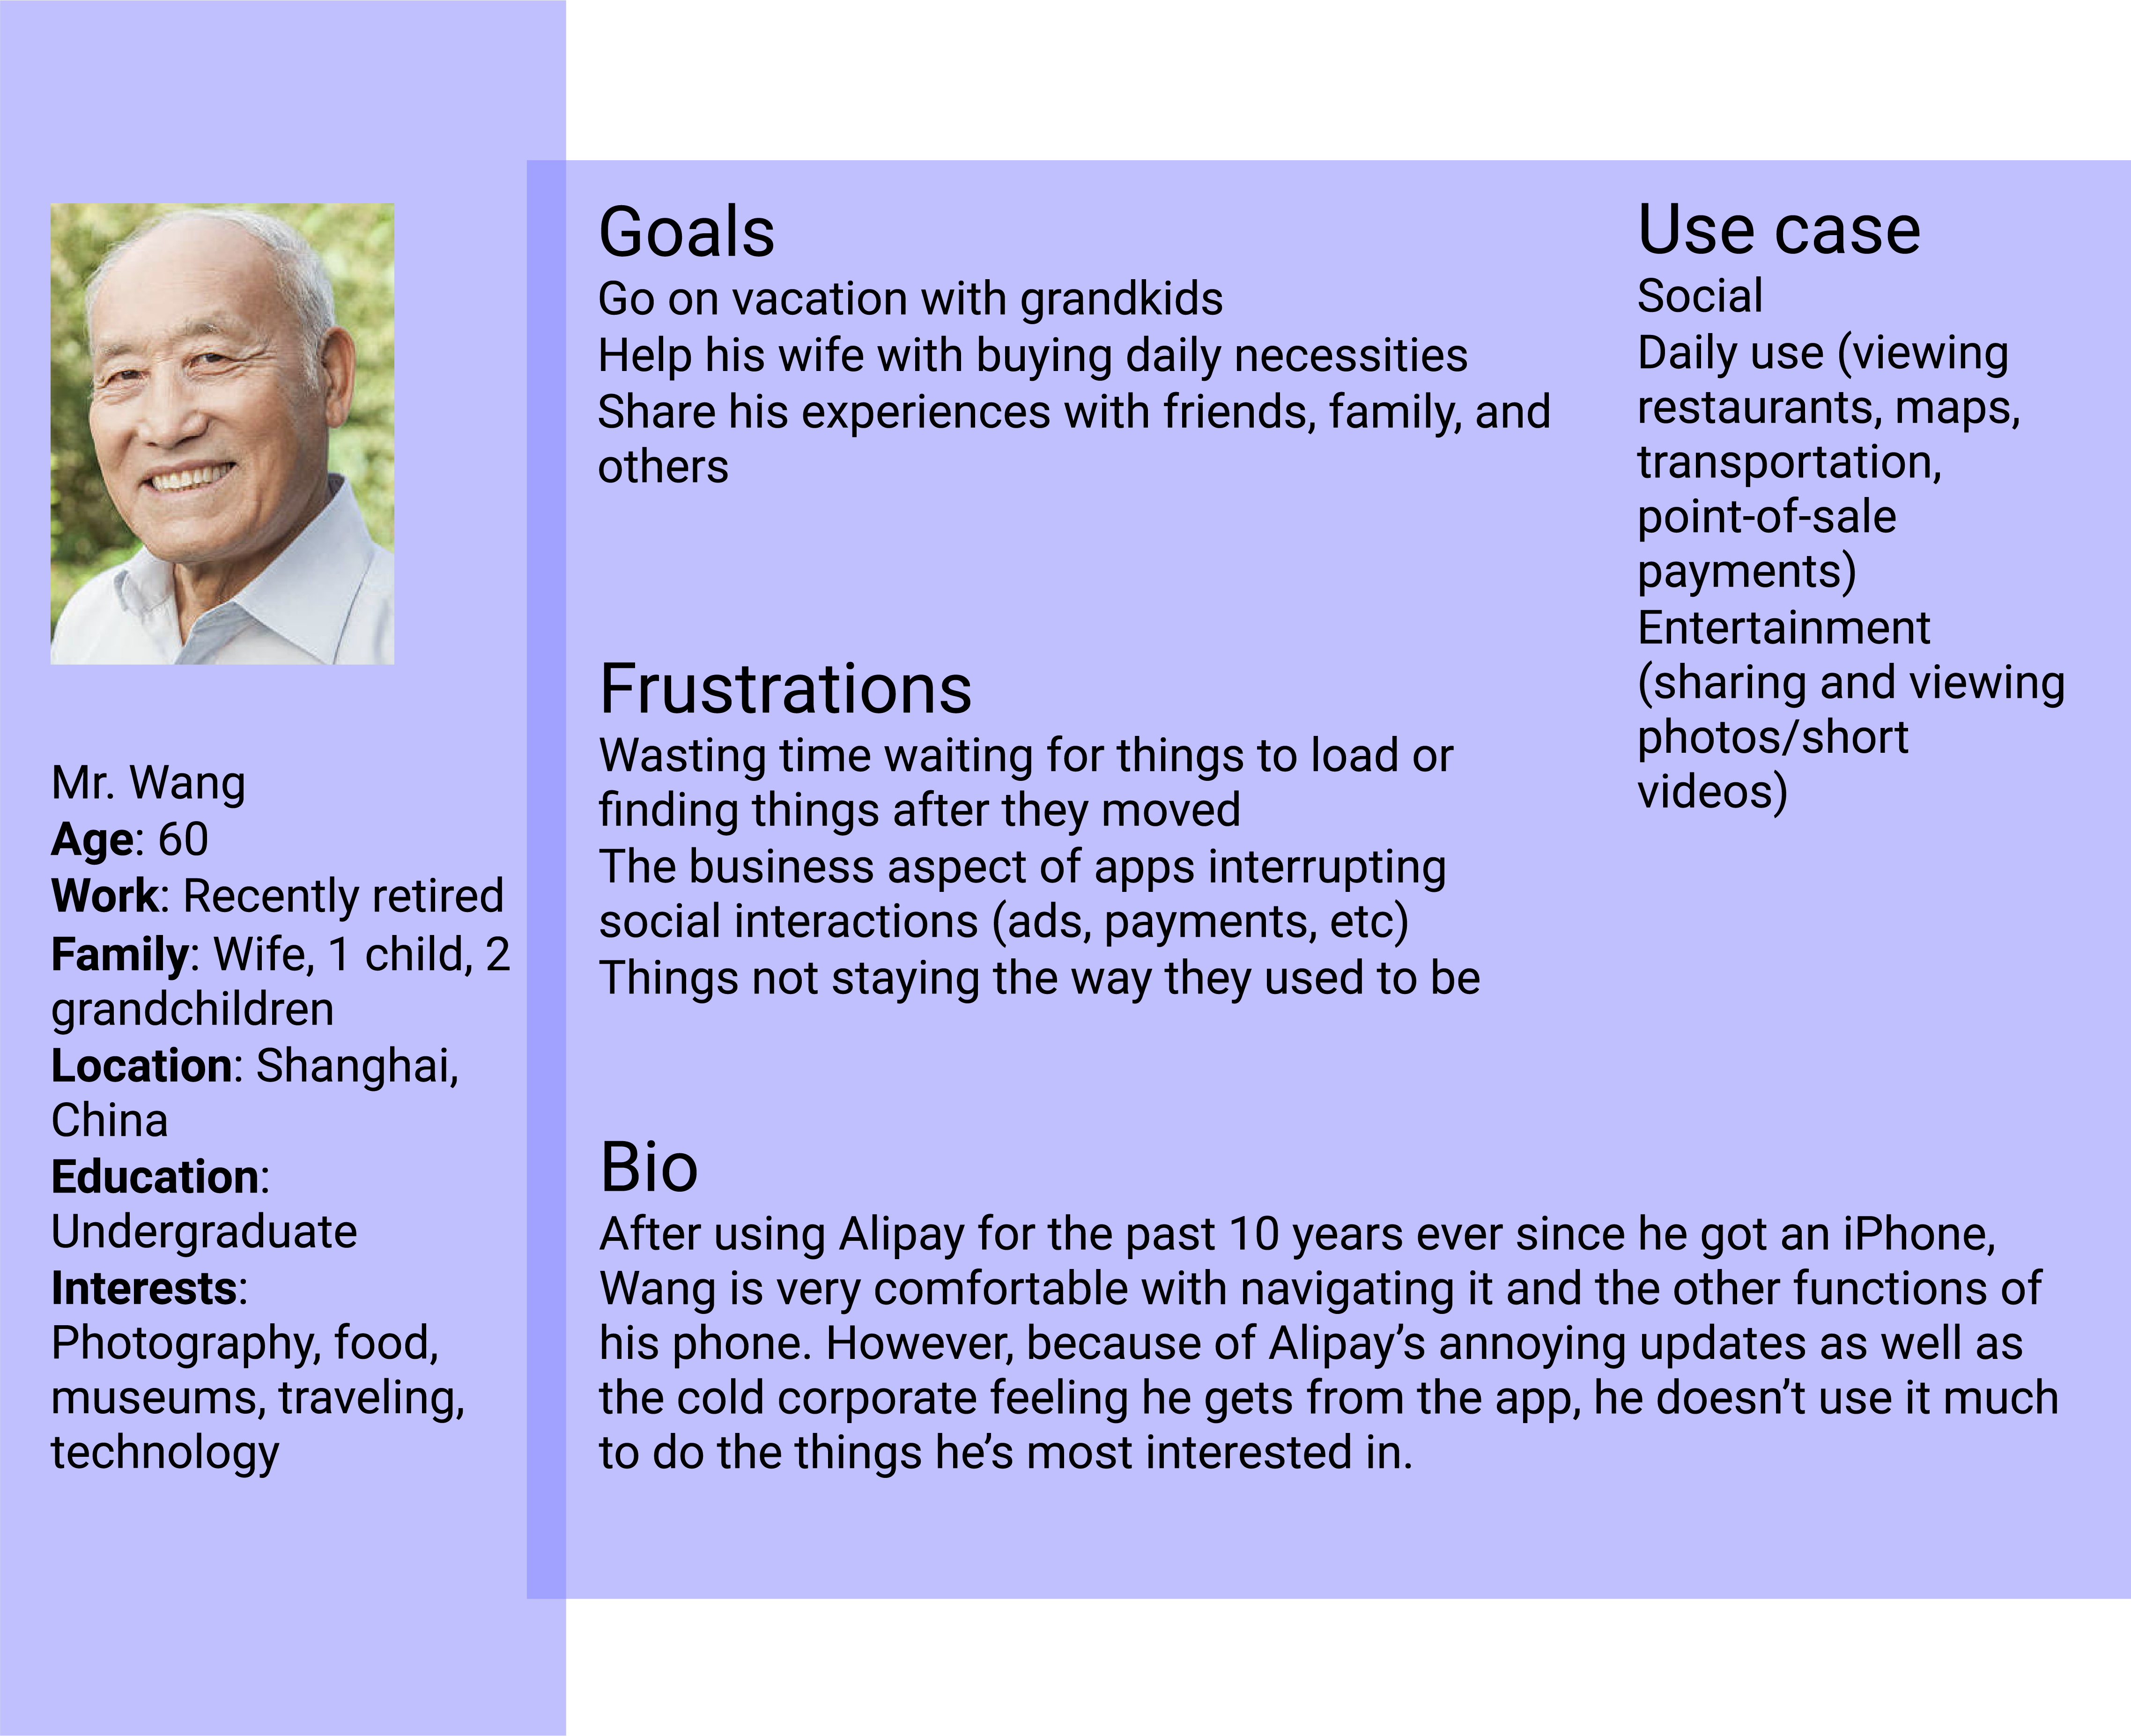 Mr. Wang
Age: 60
Work: Recently retired
Family: Wife, 1 child, 2
grandchildren
Location: Shanghai,
China
Education:
Undergraduate
Interests:
Photography, food,
museums, traveling,
technology
Goals
Go on vacation with grandkids
Help his wife with buying daily necessities
Share his experiences with friends, family, and
others
Frustrations
Wasting time waiting for things to load or
finding things after they moved
The business aspect of apps interrupting
social interactions (ads, payments, etc)
Things not staying the way they used to be
Use case
Social
Daily use (viewing
restaurants, maps,
transportation,
point-of-sale
payments)
Entertainment
(sharing and viewing
photos/short
videos)
Bio
After using Alipay for the past 10 years ever since he got an iPhone,
Wang is very comfortable with navigating it and the other functions of
his phone. However, because of Alipay’s annoying updates as well as
the cold corporate feeling he gets from the app, he doesn’t use it much
to do the things he’s most interested in.